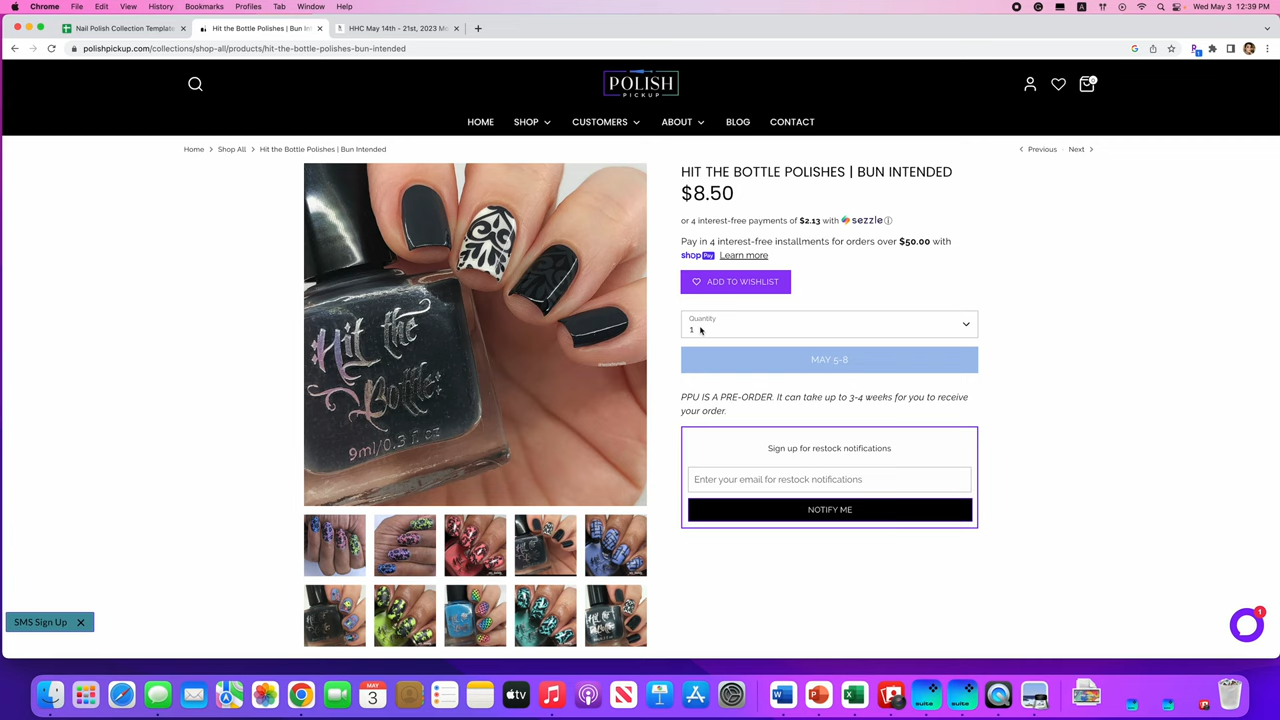 Chrome File Edit View History Bookmarks Profiles Tab Window Help Wed May 3 12:39 PM
Nail Polish Collection Template Hit the Bottle Polishes | Bun In HHC May 14th - 21st, 2023 M
polishpickup.com/collections/shop-all/products/hit-the-bottle-polishes-bun-intended
POLISH
PICKUP
0
HOME SHOP CUSTOMERS ABOUT BLOG CONTACT
Home > Shop All > Hit the Bottle Polishes | Bun Intended
Previous · Next
HIT THE BOTTLE POLISHES | BUN INTENDED
$8.50
or 4 interest-free payments of $2.13 with sezzle
Pay in 4 interest-free installments for orders over $50.00 with
shop Pay Learn more
ADD TO WISHLIST
Quantity
1
MAY 5-8
PPU IS A PRE-ORDER. It can take up to 3-4 weeks for you to receive
your order.
Sign up for restock notifications
Enter your email for restock notifications
NOTIFY ME
Hit the
Bottle
9ml/0.3 fl oz
SMS Sign Up
1
MAY
3
tv